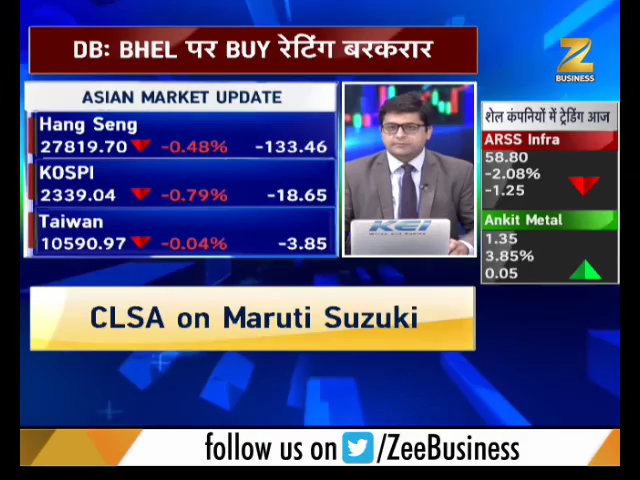 DB: BHEL पर BUY रेटिंग बरकरार
Z
BUSINESS
ASIAN MARKET UPDATE
Hang Seng
27819.70 -0.48% -133.46
KOSPI
2339.04 -0.79% -18.65
Taiwan
10590.97 -0.04% -3.85
KEI
शेल कंपनियों में ट्रेडिंग आज
ARSS Infra
58.80
-2.08%
-1.25
Ankit Metal
1.35
3.85%
0.05
CLSA on Maruti Suzuki
follow us on /ZeeBusiness